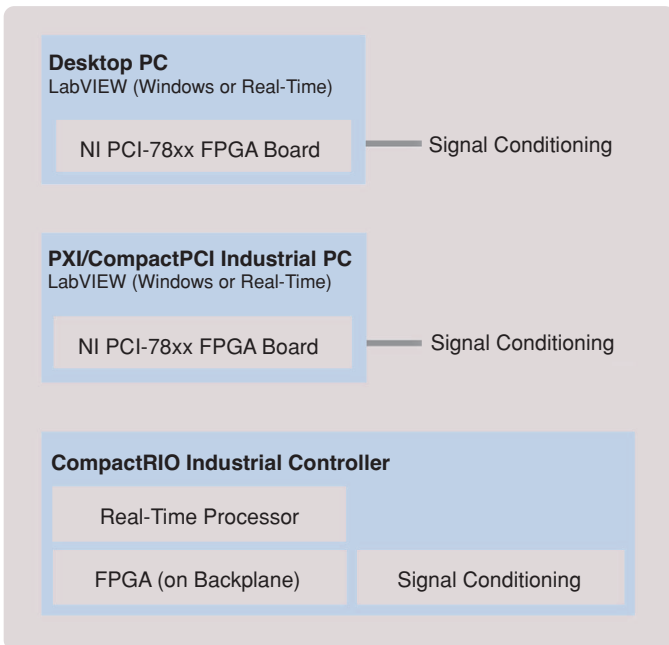 Desktop PC
LabVIEW (Windows or Real-Time)
NI PCI-78xx FPGA Board
Signal Conditioning
PXI/CompactPCI Industrial PC
LabVIEW (Windows or Real-Time)
NI PCI-78xx FPGA Board
Signal Conditioning
CompactRIO Industrial Controller
Real-Time Processor
FPGA (on Backplane)
Signal Conditioning